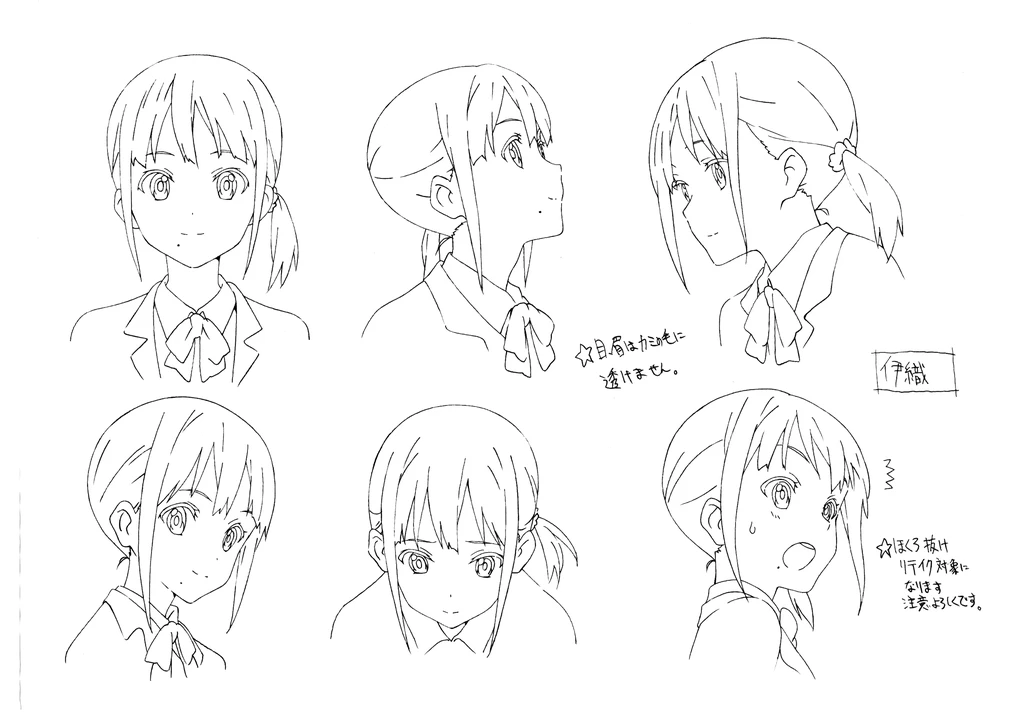 ☆目、眉はカミの毛に
透けません。
伊織
☆ほくろ抜け
リテイク対象に
なります
注意よろしくです。